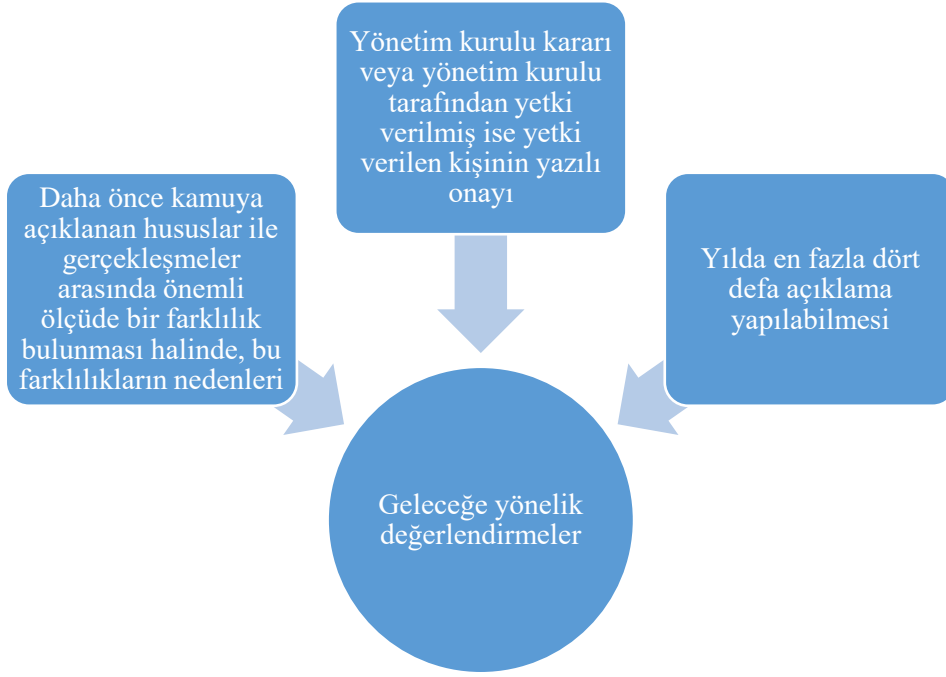 Yönetim kurulu kararı
veya yönetim kurulu
tarafından yetki
verilmiş ise yetki
verilen kişinin yazılı
onayı
Daha önce kamuya
açıklanan hususlar ile
gerçekleşmeler
arasında önemli
ölçüde bir farklılık
bulunması halinde, bu
farklılıkların nedenleri
Yılda en fazla dört
defa açıklama
yapılabilmesi
Geleceğe yönelik
değerlendirmeler